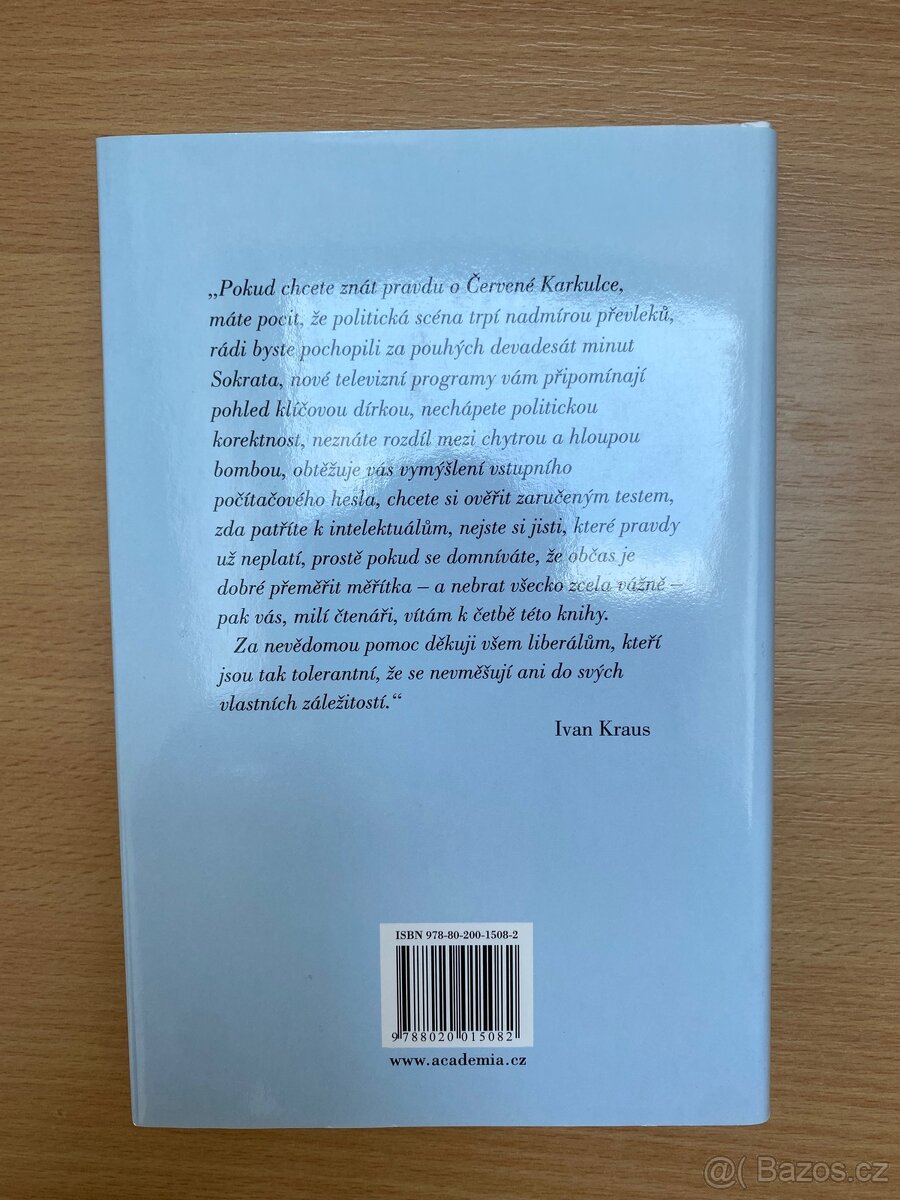 „Pokud chcete znát pravdu o Červené Karkulce,
máte pocit, že politická scéna trpí nadmírou převleků,
rádi byste pochopili za pouhých devadesát minut
Sokrata, nové televizní programy vám připomínají
pohled klíčovou dírkou, nechápete politickou
korektnost, neznáte rozdíl mezi chytrou a hloupou
bombou, obtěžuje vás vymýšlení vstupního
počítačového hesla, chcete si ověřit zaručeným testem,
zda patříte k intelektuálům, nejste si jisti, které pravdy
už neplatí, prostě pokud se domníváte, že občas je
dobré přeměřit měřítka – a nebrat všecko zcela vážně –
pak vás, milí čtenáři, vítám k četbě této knihy.
Za nevědomou pomoc děkuji všem liberálům, kteří
jsou tak tolerantní, že se nevměšují ani do svých
vlastních záležitostí.“
Ivan Kraus
ISBN 978-80-200-1508-2
9 788020 015082
www.academia.cz
@( Bazos.cz